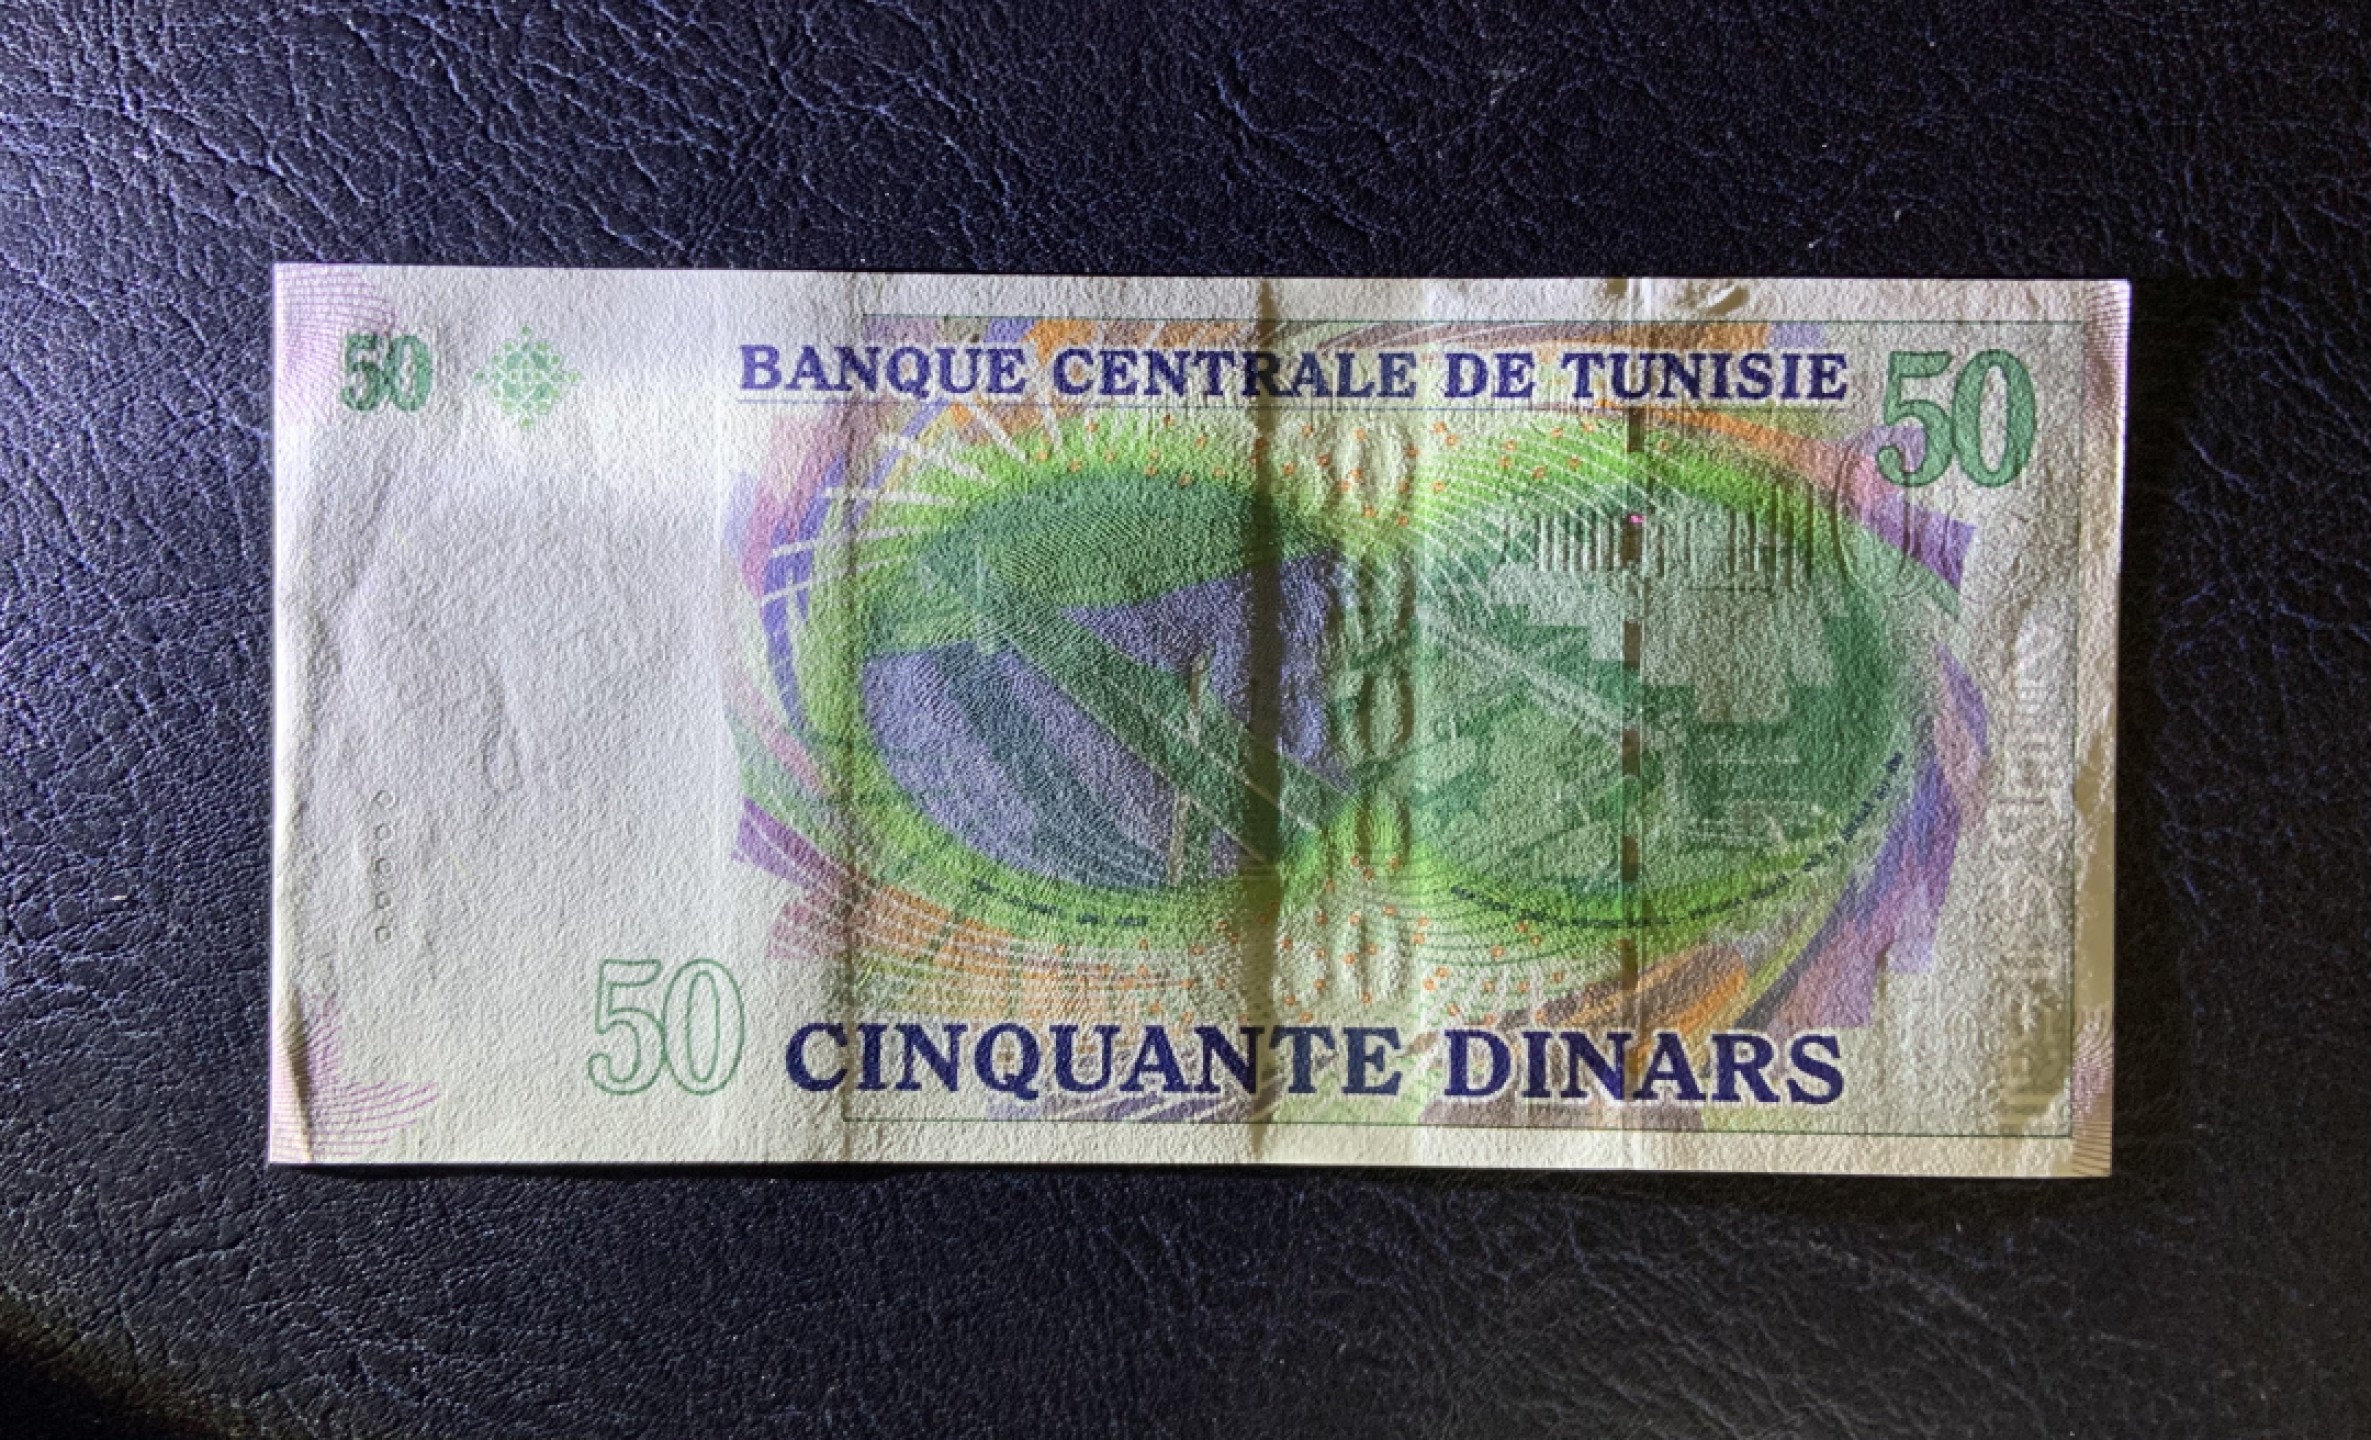 50
BANQUE CENTRALE DE TUNISIE
50
50
CINQUANTE DINARS